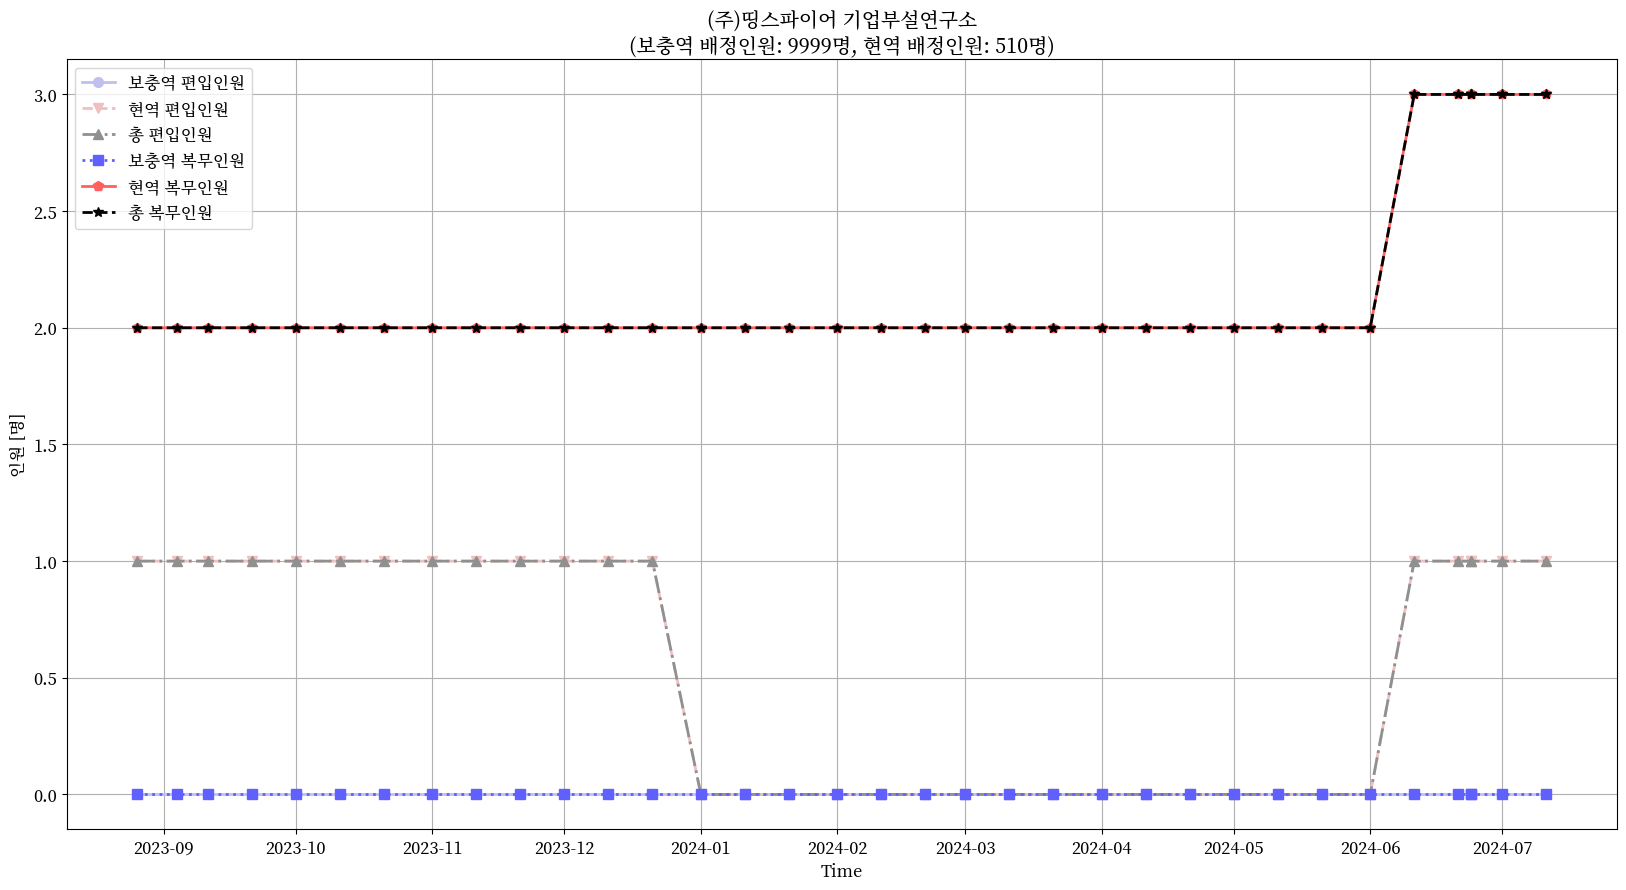 (주)띵스파이어 기업부설연구소
(보충역 배정인원: 9999명, 현역 배정인원: 510명)
보충역 편입인원
현역 편입인원
총 편입인원
보충역 복무인원
현역 복무인원
총 복무인원
3.0
2.5
2.0
1.5
1.0
0.5
0.0
인원 [명]
2023-09 2023-10 2023-11 2023-12 2024-01 2024-02 2024-03 2024-04 2024-05 2024-06 2024-07
Time